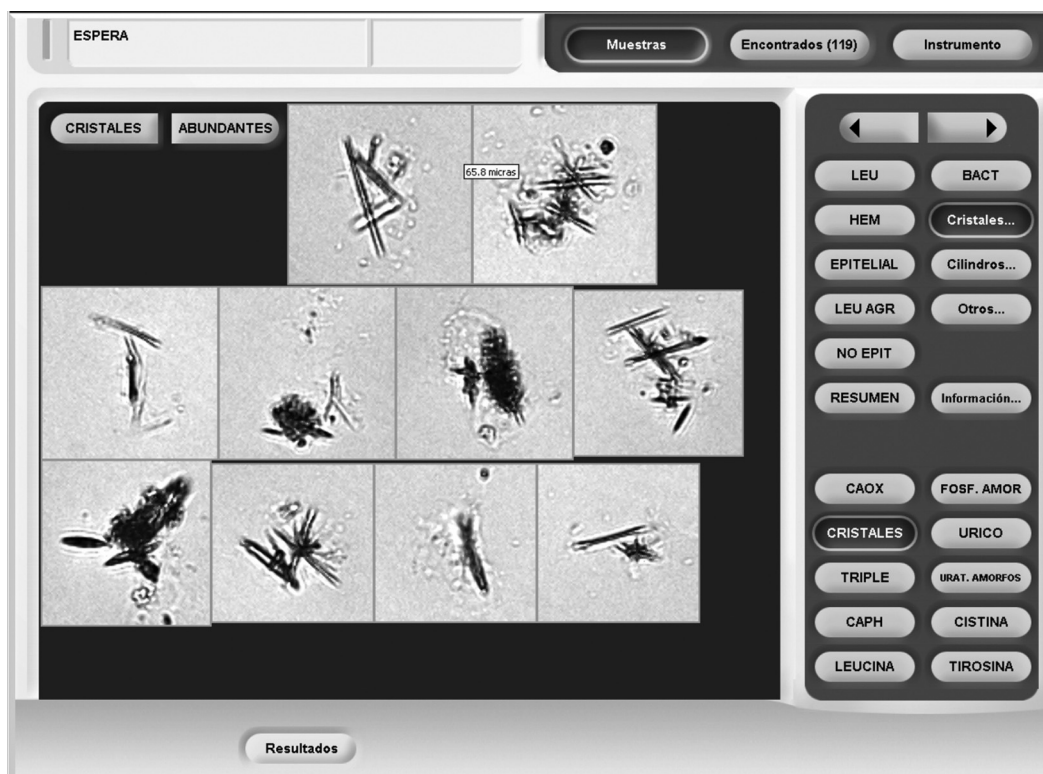 ESPERA
Muestras
Encontrados (119)
Instrumento
CRISTALES
ABUNDANTES
65.8 micras
LEU
BACT
HEM
Cristales...
EPITELIAL
Cilindros...
LEU AGR
Otros...
NO EPIT
RESUMEN
Información...
CAOX
FOSF. AMOR
CRISTALES
URICO
TRIPLE
URAT. AMORFOS
CAPH
CISTINA
LEUCINA
TIROSINA
Resultados